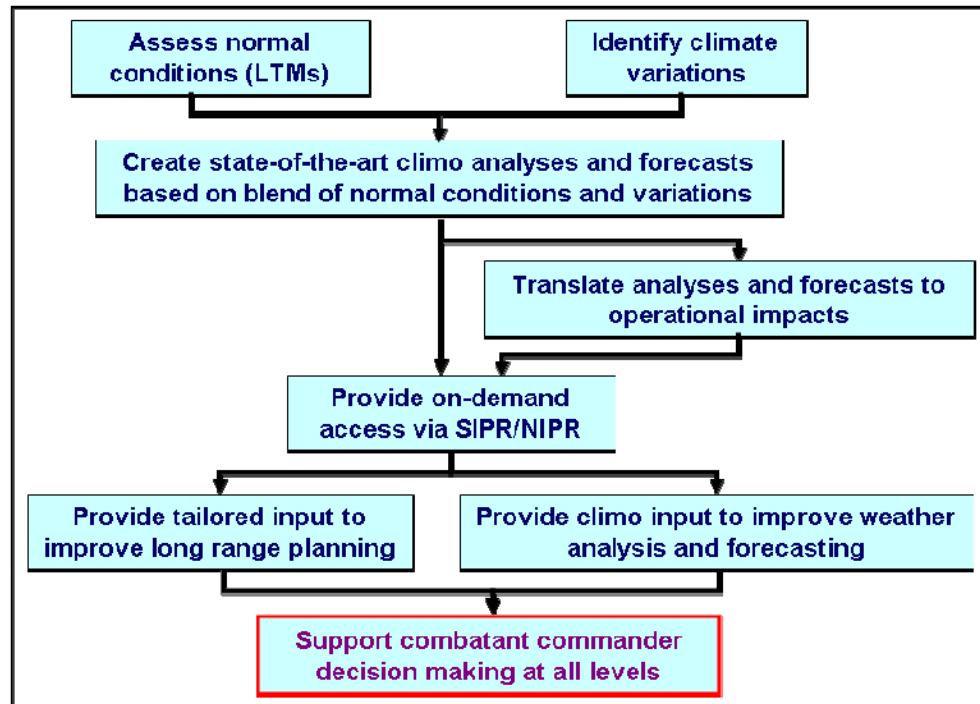 Assess normal
conditions (LTMs)
Identify climate
variations
Create state-of-the-art climo analyses and forecasts
based on blend of normal conditions and variations
Translate analyses and forecasts to
operational impacts
Provide on-demand
access via SIPR/NIPR
Provide tailored input to
improve long range planning
Provide climo input to improve weather
analysis and forecasting
Support combatant commander
decision making at all levels